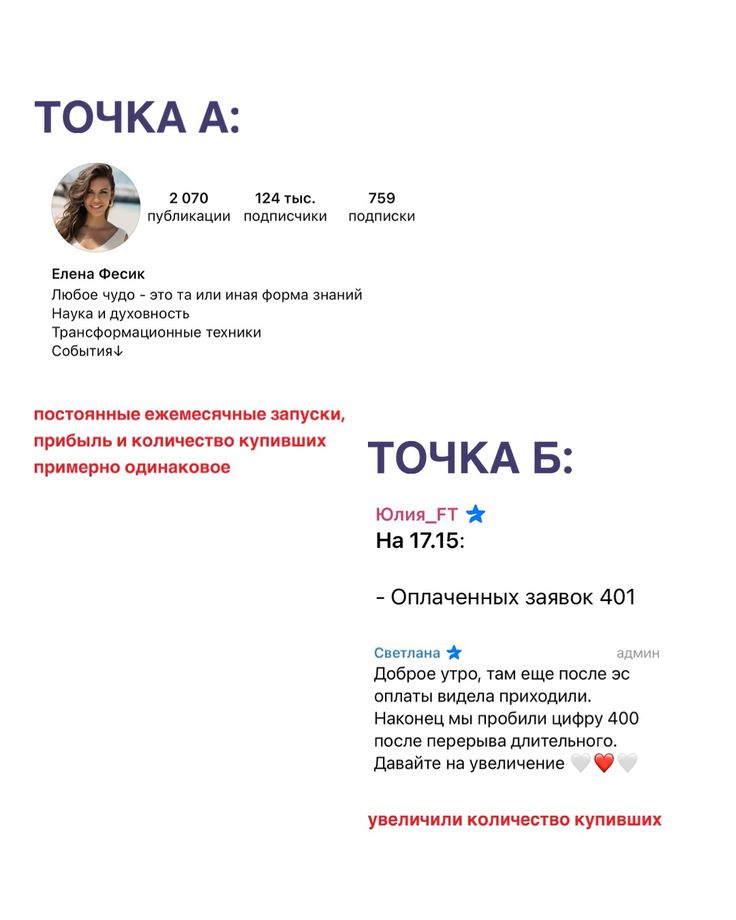 ТОЧКА А:
2 070 124 тыс. 759
публикации подписчики подписки
Елена Фесик
Любое чудо - это та или иная форма знаний
Наука и духовность
Трансформационные техники
События↓
постоянные ежемесячные запуски,
прибыль и количество купивших
примерно одинаковое
ТОЧКА Б:
Юлия_FT
На 17.15:
- Оплаченных заявок 401
Светлана админ
Доброе утро, там еще после эс
оплаты видела приходили.
Наконец мы пробили цифру 400
после перерыва длительного.
Давайте на увеличение 🤍❤️🤍
увеличили количество купивших